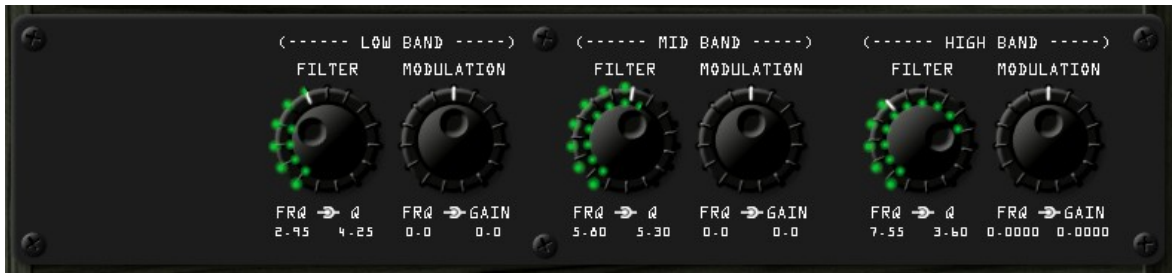 (------ LOW BAND -----) (------ MID BAND -----) (------ HIGH BAND -----)
FILTER MODULATION FILTER MODULATION FILTER MODULATION
FRQ Q FRQ GAIN FRQ Q FRQ GAIN FRQ Q FRQ GAIN
2-95 4-25 0-0 0-0 5-80 5-30 0-0 0-0 7-55 3-60 0-0000 0-0000